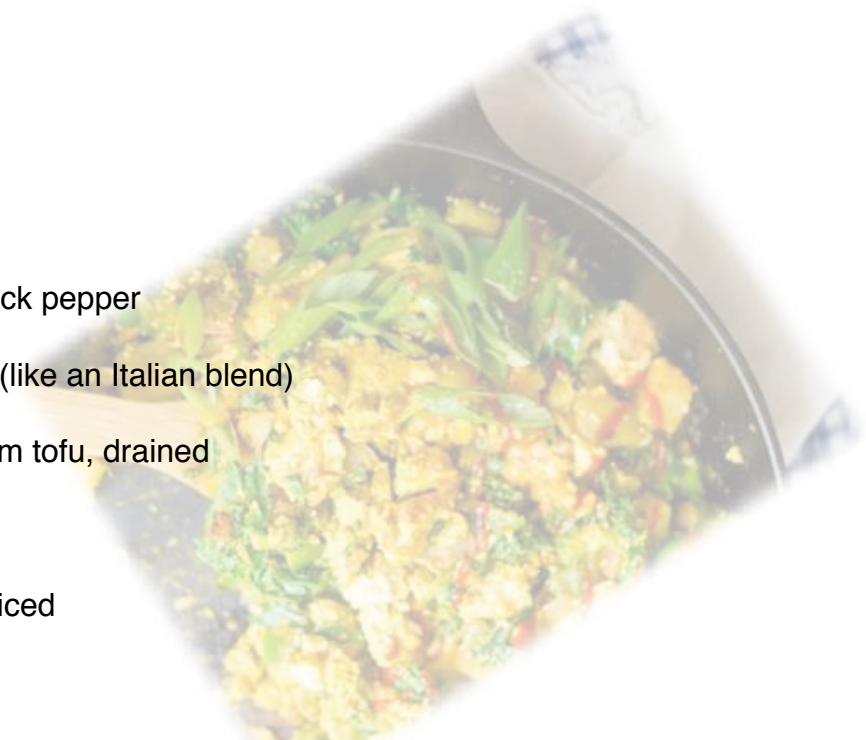 ck pepper
(like an Italian blend)
m tofu, drained
iced